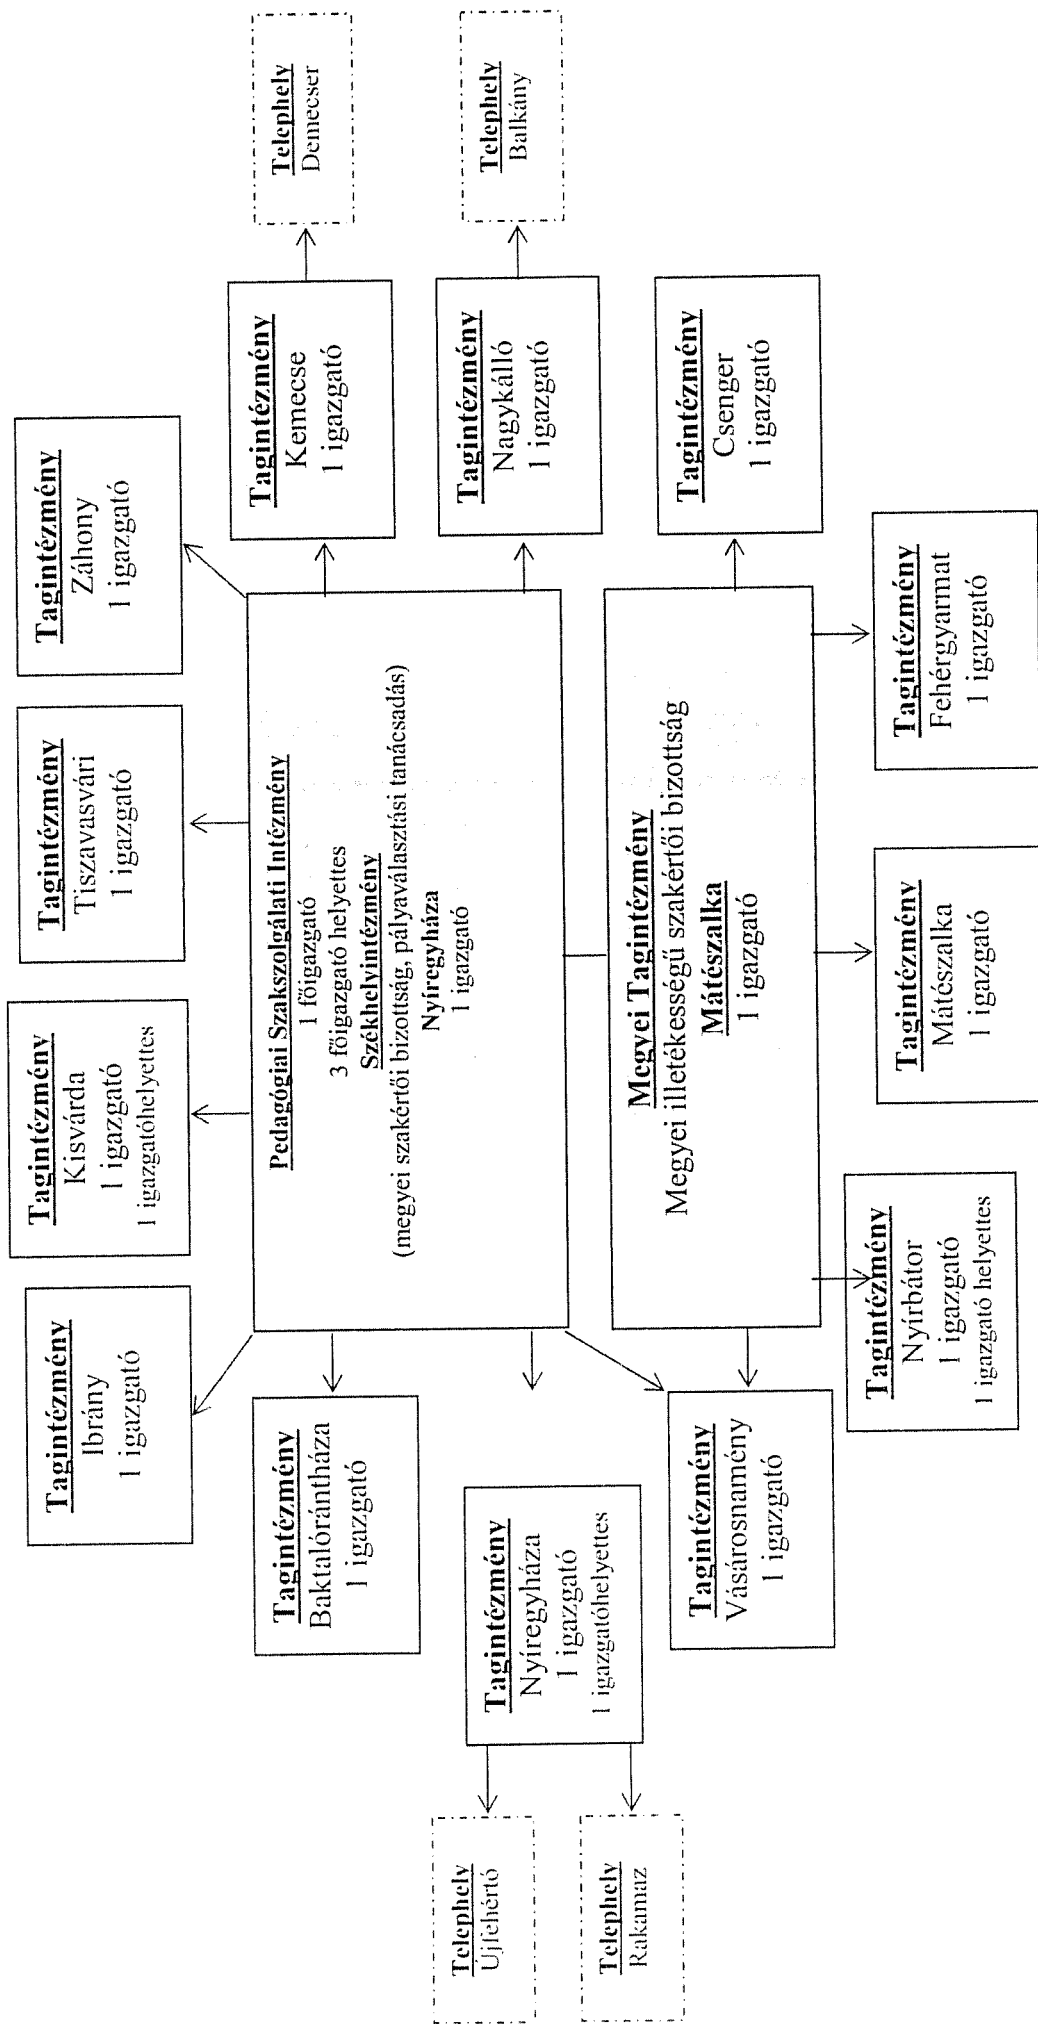 Tagintézmény
Ibrány
1 igazgató
Tagintézmény
Kisvárda
1 igazgató
1 igazgatóhelyettes
Tagintézmény
Tiszavasvári
1 igazgató
Tagintézmény
Záhony
1 igazgató
Tagintézmény
Baktalórántháza
1 igazgató
Pedagógiai Szakszolgálati Intézmény
1 főigazgató
3 főigazgató helyettes
Székhelyintézmény
(megyei szakértői bizottság, pályaválasztási tanácsadás)
Nyíregyháza
1 igazgató
Tagintézmény
Kemecse
1 igazgató
Telephely
Demecser
Telephely
Újfehértó
Telephely
Rakamaz
Tagintézmény
Nyíregyháza
1 igazgató
1 igazgatóhelyettes
Tagintézmény
Nagykálló
1 igazgató
Telephely
Balkány
Tagintézmény
Vásárosnamény
1 igazgató
Megyei Tagintézmény
Megyei illetékességű szakértői bizottság
Mátészalka
1 igazgató
Tagintézmény
Csenger
1 igazgató
Tagintézmény
Nyírbátor
1 igazgató
1 igazgató helyettes
Tagintézmény
Mátészalka
1 igazgató
Tagintézmény
Fehérgyarmat
1 igazgató